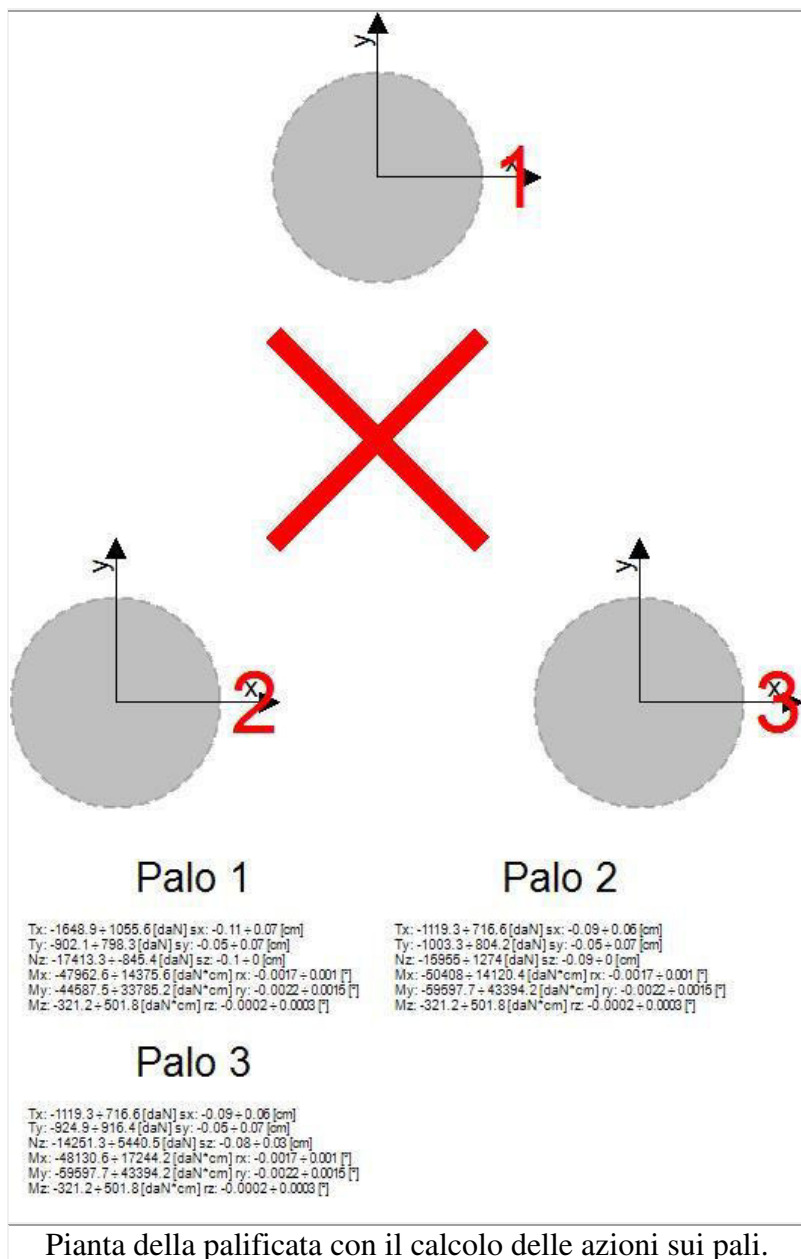 y
x
1
y
x
2
y
x
3
Palo 1
Tx: -1648.9÷1055.6 [daN] sx: -0.11÷0.07 [cm]
Ty: -902.1÷798.3 [daN] sy: -0.05÷0.07 [cm]
Nz: -17413.3÷-845.4 [daN] sz: -0.1÷0 [cm]
Mx: -47962.6÷14375.6 [daN*cm] rx: -0.0017÷0.001 [°]
My: -44587.5÷33785.2 [daN*cm] ry: -0.0022÷0.0015 [°]
Mz: -321.2÷501.8 [daN*cm] rz: -0.0002÷0.0003 [°]
Palo 2
Tx: -1119.3÷716.6 [daN] sx: -0.09÷0.06 [cm]
Ty: -1003.3÷804.2 [daN] sy: -0.05÷0.07 [cm]
Nz: -15955÷1274 [daN] sz: -0.09÷0 [cm]
Mx: -50408÷14120.4 [daN*cm] rx: -0.0017÷0.001 [°]
My: -59597.7÷43394.2 [daN*cm] ry: -0.0022÷0.0015 [°]
Mz: -321.2÷501.8 [daN*cm] rz: -0.0002÷0.0003 [°]
Palo 3
Tx: -1119.3÷716.6 [daN] sx: -0.09÷0.06 [cm]
Ty: -924.9÷916.4 [daN] sy: -0.05÷0.07 [cm]
Nz: -14251.3÷5440.5 [daN] sz: -0.08÷0.03 [cm]
Mx: -48130.6÷17244.2 [daN*cm] rx: -0.0017÷0.001 [°]
My: -59597.7÷43394.2 [daN*cm] ry: -0.0022÷0.0015 [°]
Mz: -321.2÷501.8 [daN*cm] rz: -0.0002÷0.0003 [°]
Pianta della palificata con il calcolo delle azioni sui pali.